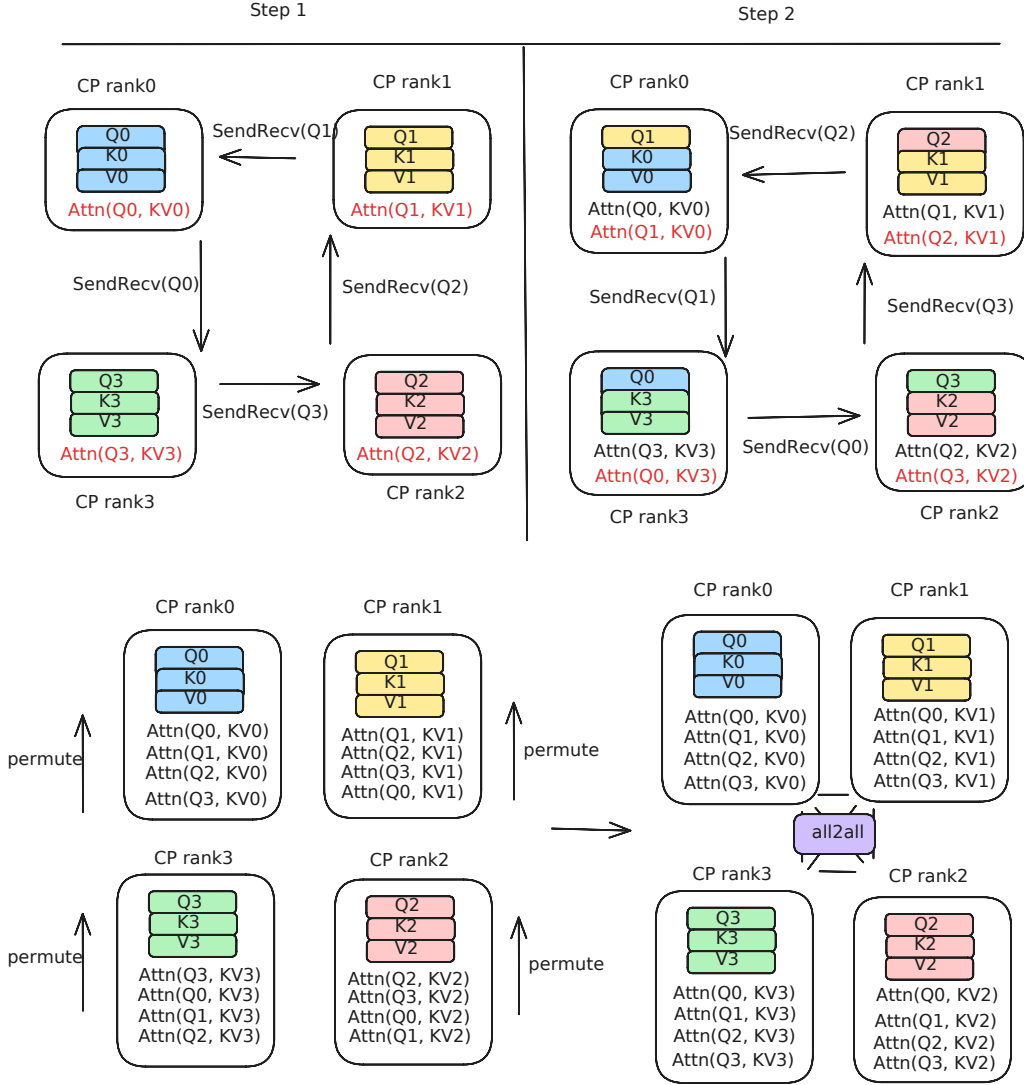 Step 1
CP rank0
Q0
K0
V0
Attn(Q0, KV0)
SendRecv(Q1)
CP rank1
Q1
K1
V1
Attn(Q1, KV1)
SendRecv(Q0)
SendRecv(Q2)
Q3
K3
V3
Attn(Q3, KV3)
CP rank3
SendRecv(Q3)
Q2
K2
V2
Attn(Q2, KV2)
CP rank2
Step 2
CP rank0
Q1
K0
V0
Attn(Q0, KV0)
Attn(Q1, KV0)
SendRecv(Q2)
CP rank1
Q2
K1
V1
Attn(Q1, KV1)
Attn(Q2, KV1)
SendRecv(Q1)
SendRecv(Q3)
Q0
K3
V3
Attn(Q3, KV3)
Attn(Q0, KV3)
CP rank3
SendRecv(Q0)
Q3
K2
V2
Attn(Q2, KV2)
Attn(Q3, KV2)
CP rank2
CP rank0
Q0
K0
V0
Attn(Q0, KV0)
Attn(Q1, KV0)
Attn(Q2, KV0)
Attn(Q3, KV0)
permute
CP rank1
Q1
K1
V1
Attn(Q1, KV1)
Attn(Q2, KV1)
Attn(Q3, KV1)
Attn(Q0, KV1)
permute
CP rank3
Q3
K3
V3
Attn(Q3, KV3)
Attn(Q0, KV3)
Attn(Q1, KV3)
Attn(Q2, KV3)
permute
CP rank2
Q2
K2
V2
Attn(Q2, KV2)
Attn(Q3, KV2)
Attn(Q0, KV2)
Attn(Q1, KV2)
permute
CP rank0
Q0
K0
V0
Attn(Q0, KV0)
Attn(Q1, KV0)
Attn(Q2, KV0)
Attn(Q3, KV0)
CP rank1
Q1
K1
V1
Attn(Q0, KV1)
Attn(Q1, KV1)
Attn(Q2, KV1)
Attn(Q3, KV1)
all2all
CP rank3
Q3
K3
V3
Attn(Q0, KV3)
Attn(Q1, KV3)
Attn(Q2, KV3)
Attn(Q3, KV3)
CP rank2
Q2
K2
V2
Attn(Q0, KV2)
Attn(Q1, KV2)
Attn(Q2, KV2)
Attn(Q3, KV2)